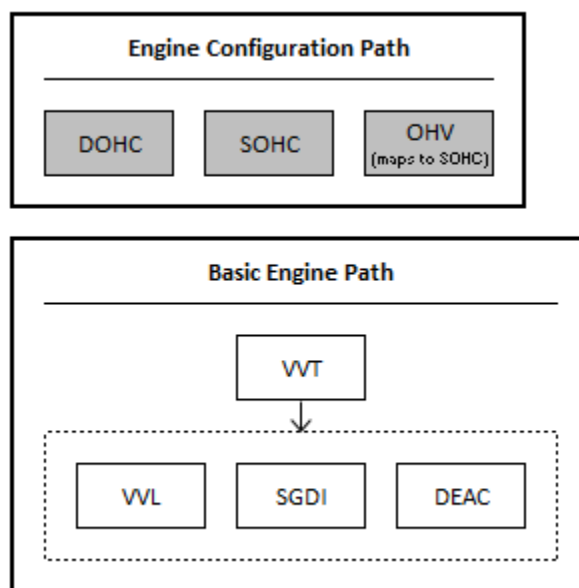 Engine Configuration Path
DOHC
SOHC
OHV
(maps to SOHC)
Basic Engine Path
VVT
VVL
SGDI
DEAC